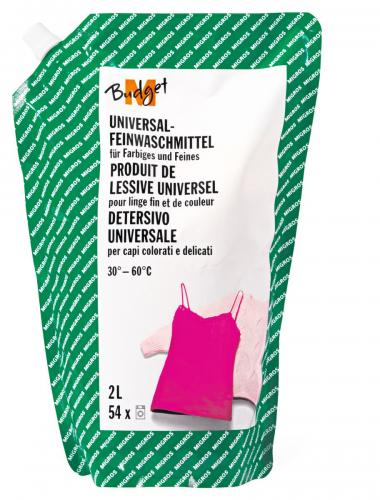 M
Budget
UNIVERSAL-
FEINWASCHMITTEL
für Farbiges und Feines
PRODUIT DE
LESSIVE UNIVERSEL
pour linge fin et de couleur
DETERSIVO
UNIVERSALE
per capi colorati e delicati
30°–60°C
2L
54 x
MIGROS